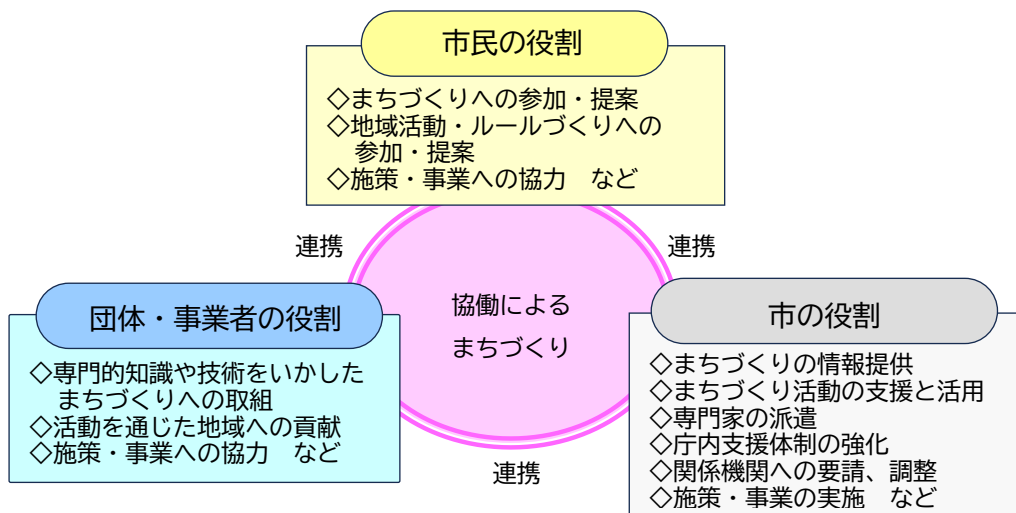 市民の役割
◇まちづくりへの参加・提案
◇地域活動・ルールづくりへの
参加・提案
◇施策・事業への協力　など
連携
連携
協働による
まちづくり
団体・事業者の役割
◇専門的知識や技術をいかした
まちづくりへの取組
◇活動を通じた地域への貢献
◇施策・事業への協力　など
市の役割
◇まちづくりの情報提供
◇まちづくり活動の支援と活用
◇専門家の派遣
◇庁内支援体制の強化
◇関係機関への要請、調整
◇施策・事業の実施　など
連携